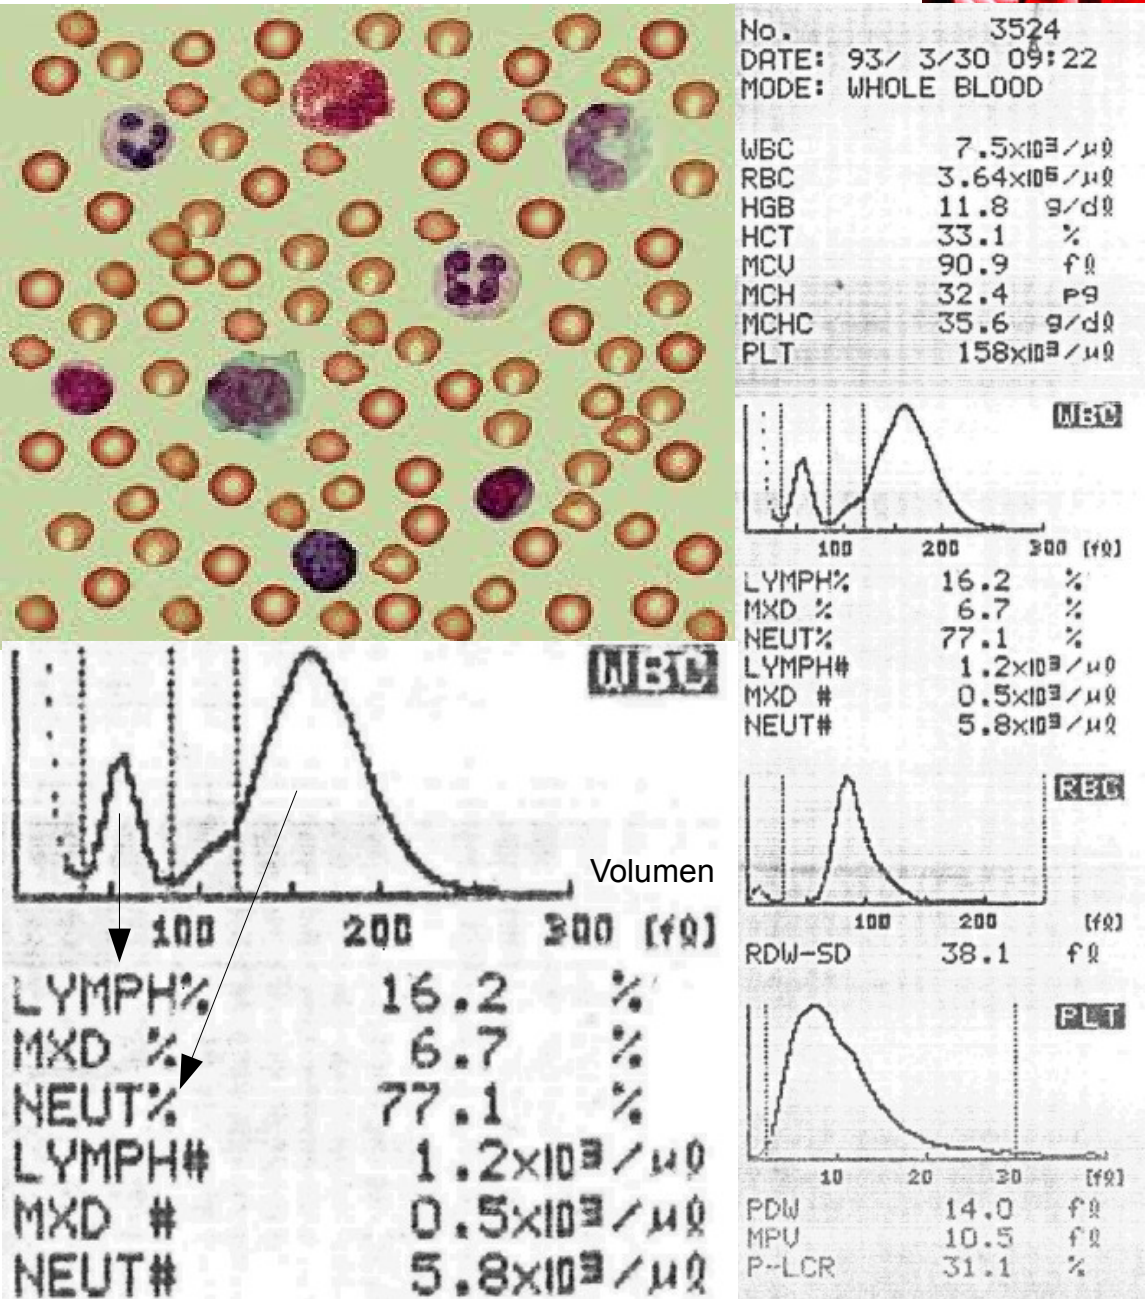 No. 3524
DATE: 93/ 3/30 09:22
MODE: WHOLE BLOOD
WBC 7.5x10³/µℓ
RBC 3.64x10⁶/µℓ
HGB 11.8 g/dℓ
HCT 33.1 %
MCV 90.9 fℓ
MCH 32.4 pg
MCHC 35.6 g/dℓ
PLT 158x10³/µℓ
WBC
100 200 300 [fℓ]
LYMPH% 16.2 %
MXD % 6.7 %
NEUT% 77.1 %
LYMPH# 1.2x10³/µℓ
MXD # 0.5x10³/µℓ
NEUT# 5.8x10³/µℓ
RBC
100 200 [fℓ]
RDW-SD 38.1 fℓ
PLT
10 20 30 [fℓ]
PDW 14.0 fℓ
MPV 10.5 fℓ
P-LCR 31.1 %
WBC
Volumen
100 200 300 [fℓ]
LYMPH% 16.2 %
MXD % 6.7 %
NEUT% 77.1 %
LYMPH# 1.2x10³/µℓ
MXD # 0.5x10³/µℓ
NEUT# 5.8x10³/µℓ